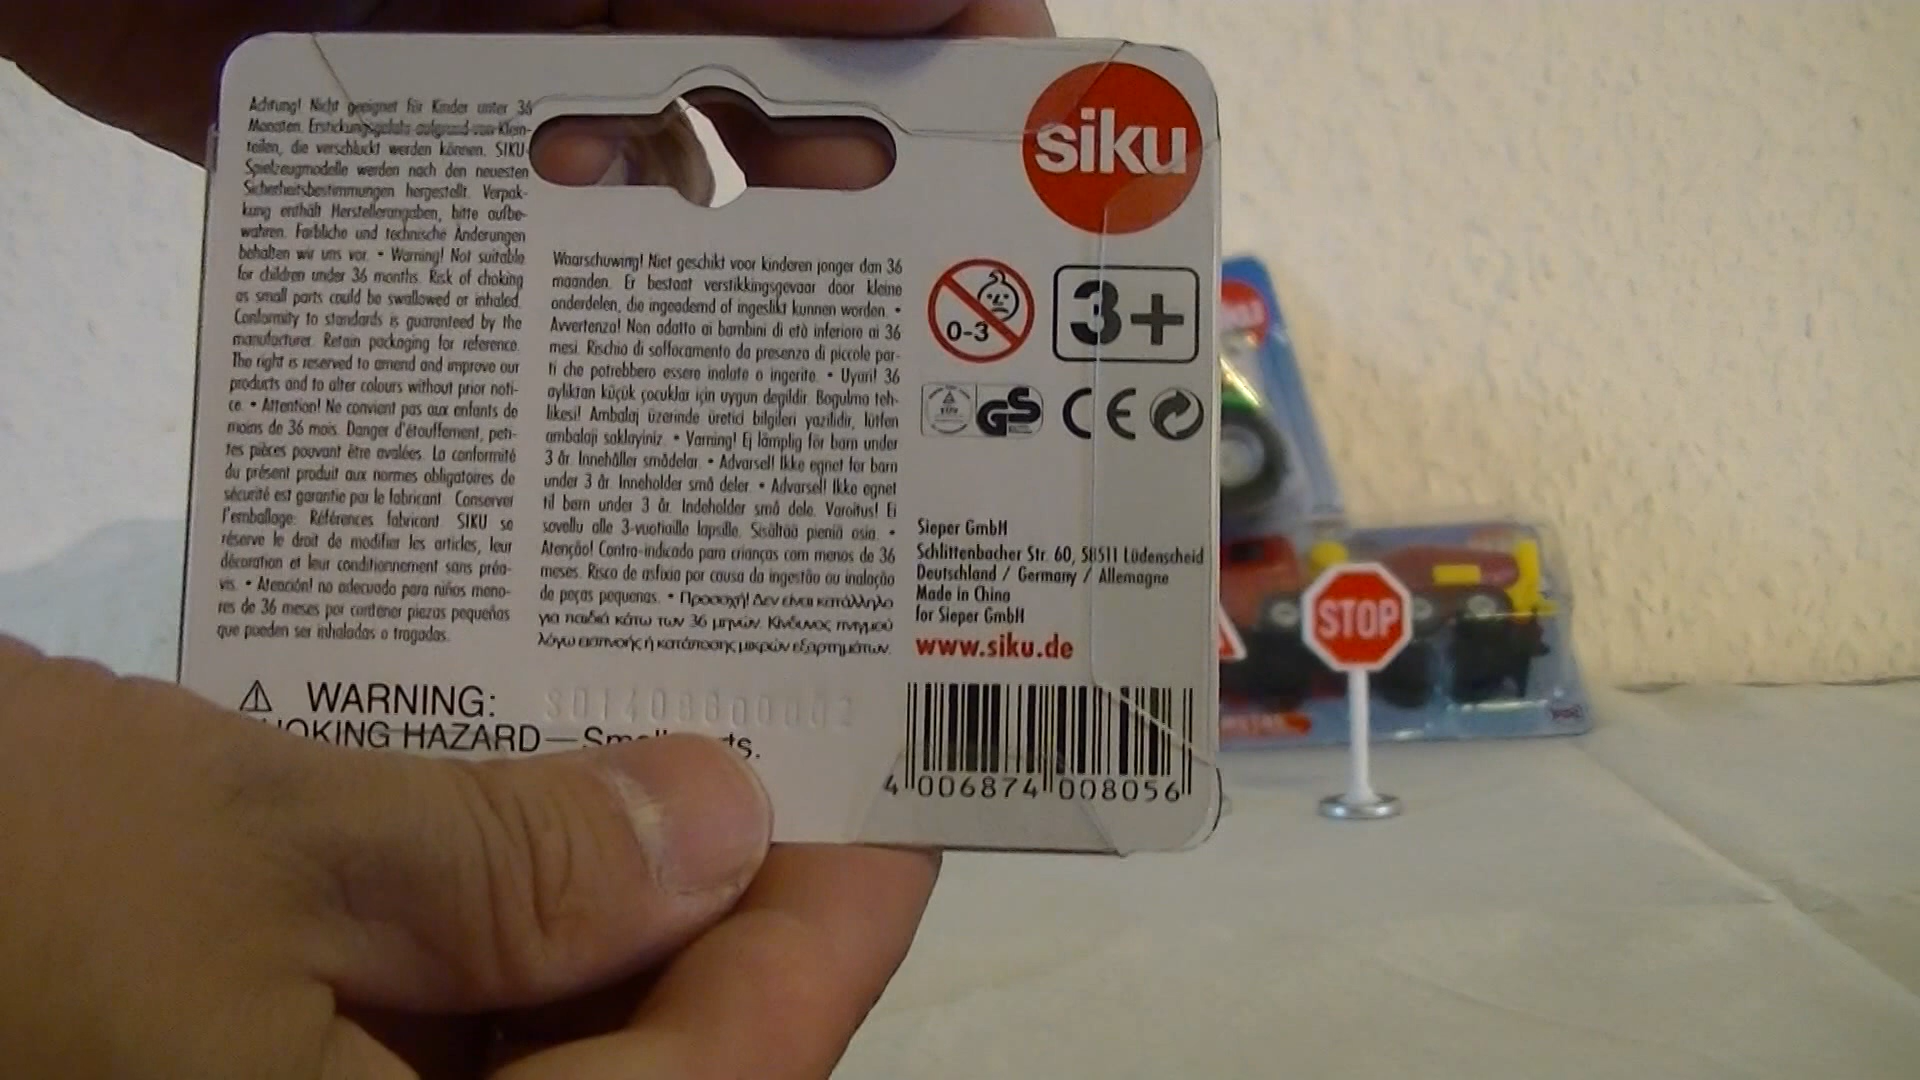 Achtung! Nicht geeignet für Kinder unter 36
Monaten. Erstickungsgefahr aufgrund von Klein-
teilen, die verschluckt werden können. SIKU-
Spielzeugmodelle werden nach den neuesten
Sicherheitsbestimmungen hergestellt. Verpak-
kung enthält Herstellerangaben, bitte aufbe-
wahren. Farbliche und technische Änderungen
behalten wir uns vor. • Warning! Not suitable
for children under 36 months. Risk of choking
as small parts could be swallowed or inhaled.
Conformity to standards is guaranteed by the
manufacturer. Retain packaging for reference.
The right is reserved to amend and improve our
products and to alter colours without prior noti-
ce. • Attention! Ne convient pas aux enfants de
moins de 36 mois. Danger d'étouffement, peti-
tes pièces pouvant être avalées. La conformité
du présent produit aux normes obligatoires de
sécurité est garantie par le fabricant. Conserver
l'emballage: Références fabricant. SIKU se
réserve le droit de modifier les articles, leur
décoration et leur conditionnement sans préa-
vis. • Atención! no adecuado para niños meno-
res de 36 meses por contener piezas pequeñas
que pueden ser inhaladas o tragadas.
Waarschuwing! Niet geschikt voor kinderen jonger dan 36
maanden. Er bestaat verstikkingsgevaar door kleine
onderdelen, die ingeademd of ingeslikt kunnen worden. •
Avvertenza! Non adatto ai bambini di età inferiore ai 36
mesi. Rischio di soffocamento da presenza di piccole par-
ti che potrebbero essere inalate o ingerite. • Uyari! 36
ayliktan küçük çocuklar için uygun degildir. Bogulma teh-
likesi! Ambalaj üzerinde üretici bilgileri yazilidir, lütfen
ambalaji saklayiniz. • Varning! Ej lämplig för barn under
3 år. Innehåller smådelar. • Advarsel! Ikke egnet for barn
under 3 år. Inneholder små deler. • Advarsel! Ikke egnet
til børn under 3 år. Indeholder små dele. Varoitus! Ei
sovellu alle 3-vuotiaille lapsille. Sisältää pieniä osia. •
Atenção! Contra-indicado para crianças com menos de 36
meses. Risco de asfixia por causa da ingestão ou inalação
de peças pequenas. • Προσοχή! Δεν είναι κατάλληλο
για παιδιά κάτω των 36 μηνών. Κίνδυνος πνιγμού
λόγω εισπνοής ή κατάποσης μικρών εξαρτημάτων.
siku
0-3
3+
TÜV
GS
CE
Sieper GmbH
Schlittenbacher Str. 60, 58511 Lüdenscheid
Deutschland / Germany / Allemagne
Made in China
for Sieper GmbH
www.siku.de
⚠ WARNING:
OKING HAZARD—Sm ts.
4 006874 008056
STOP